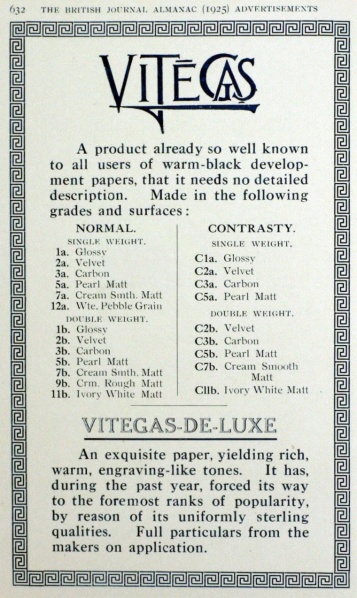 632 THE BRITISH JOURNAL ALMANAC (1925) ADVERTISEMENTS
VITEGAS
A product already so well known
to all users of warm-black develop-
ment papers, that it needs no detailed
description. Made in the following
grades and surfaces:
NORMAL.
SINGLE WEIGHT.
1a. Glossy
2a. Velvet
3a. Carbon
5a. Pearl Matt
7a. Cream Smth. Matt
12a. Wte. Pebble Grain
DOUBLE WEIGHT.
1b. Glossy
2b. Velvet
3b. Carbon
5b. Pearl Matt
7b. Cream Smth. Matt
9b. Crm. Rough Matt
11b. Ivory White Matt
CONTRASTY.
SINGLE WEIGHT.
C1a. Glossy
C2a. Velvet
C3a. Carbon
C5a. Pearl Matt
DOUBLE WEIGHT.
C2b. Velvet
C3b. Carbon
C5b. Pearl Matt
C7b. Cream Smooth
Matt
C11b. Ivory White Matt
VITEGAS-DE-LUXE
An exquisite paper, yielding rich,
warm, engraving-like tones. It has,
during the past year, forced its way
to the foremost ranks of popularity,
by reason of its uniformly sterling
qualities. Full particulars from the
makers on application.